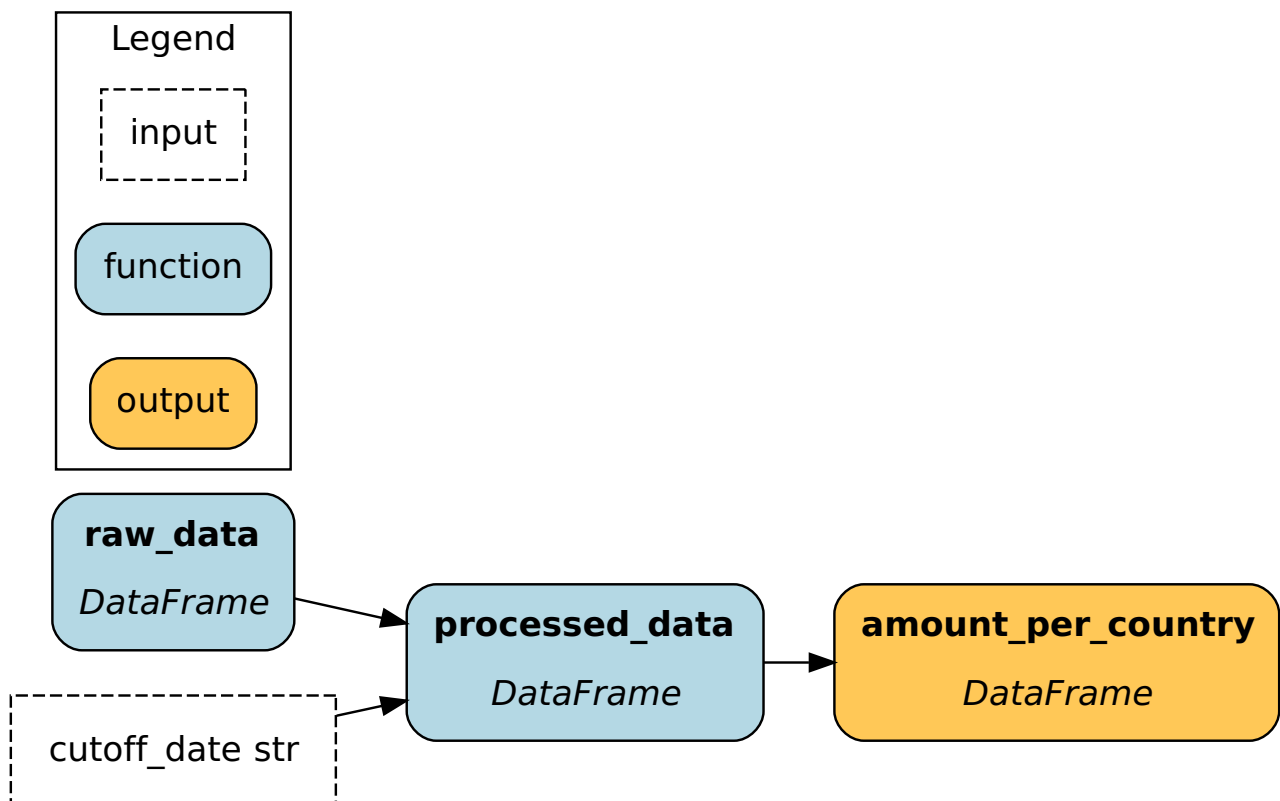 Legend
input
function
output
raw_data
DataFrame
cutoff_date str
processed_data
DataFrame
amount_per_country
DataFrame